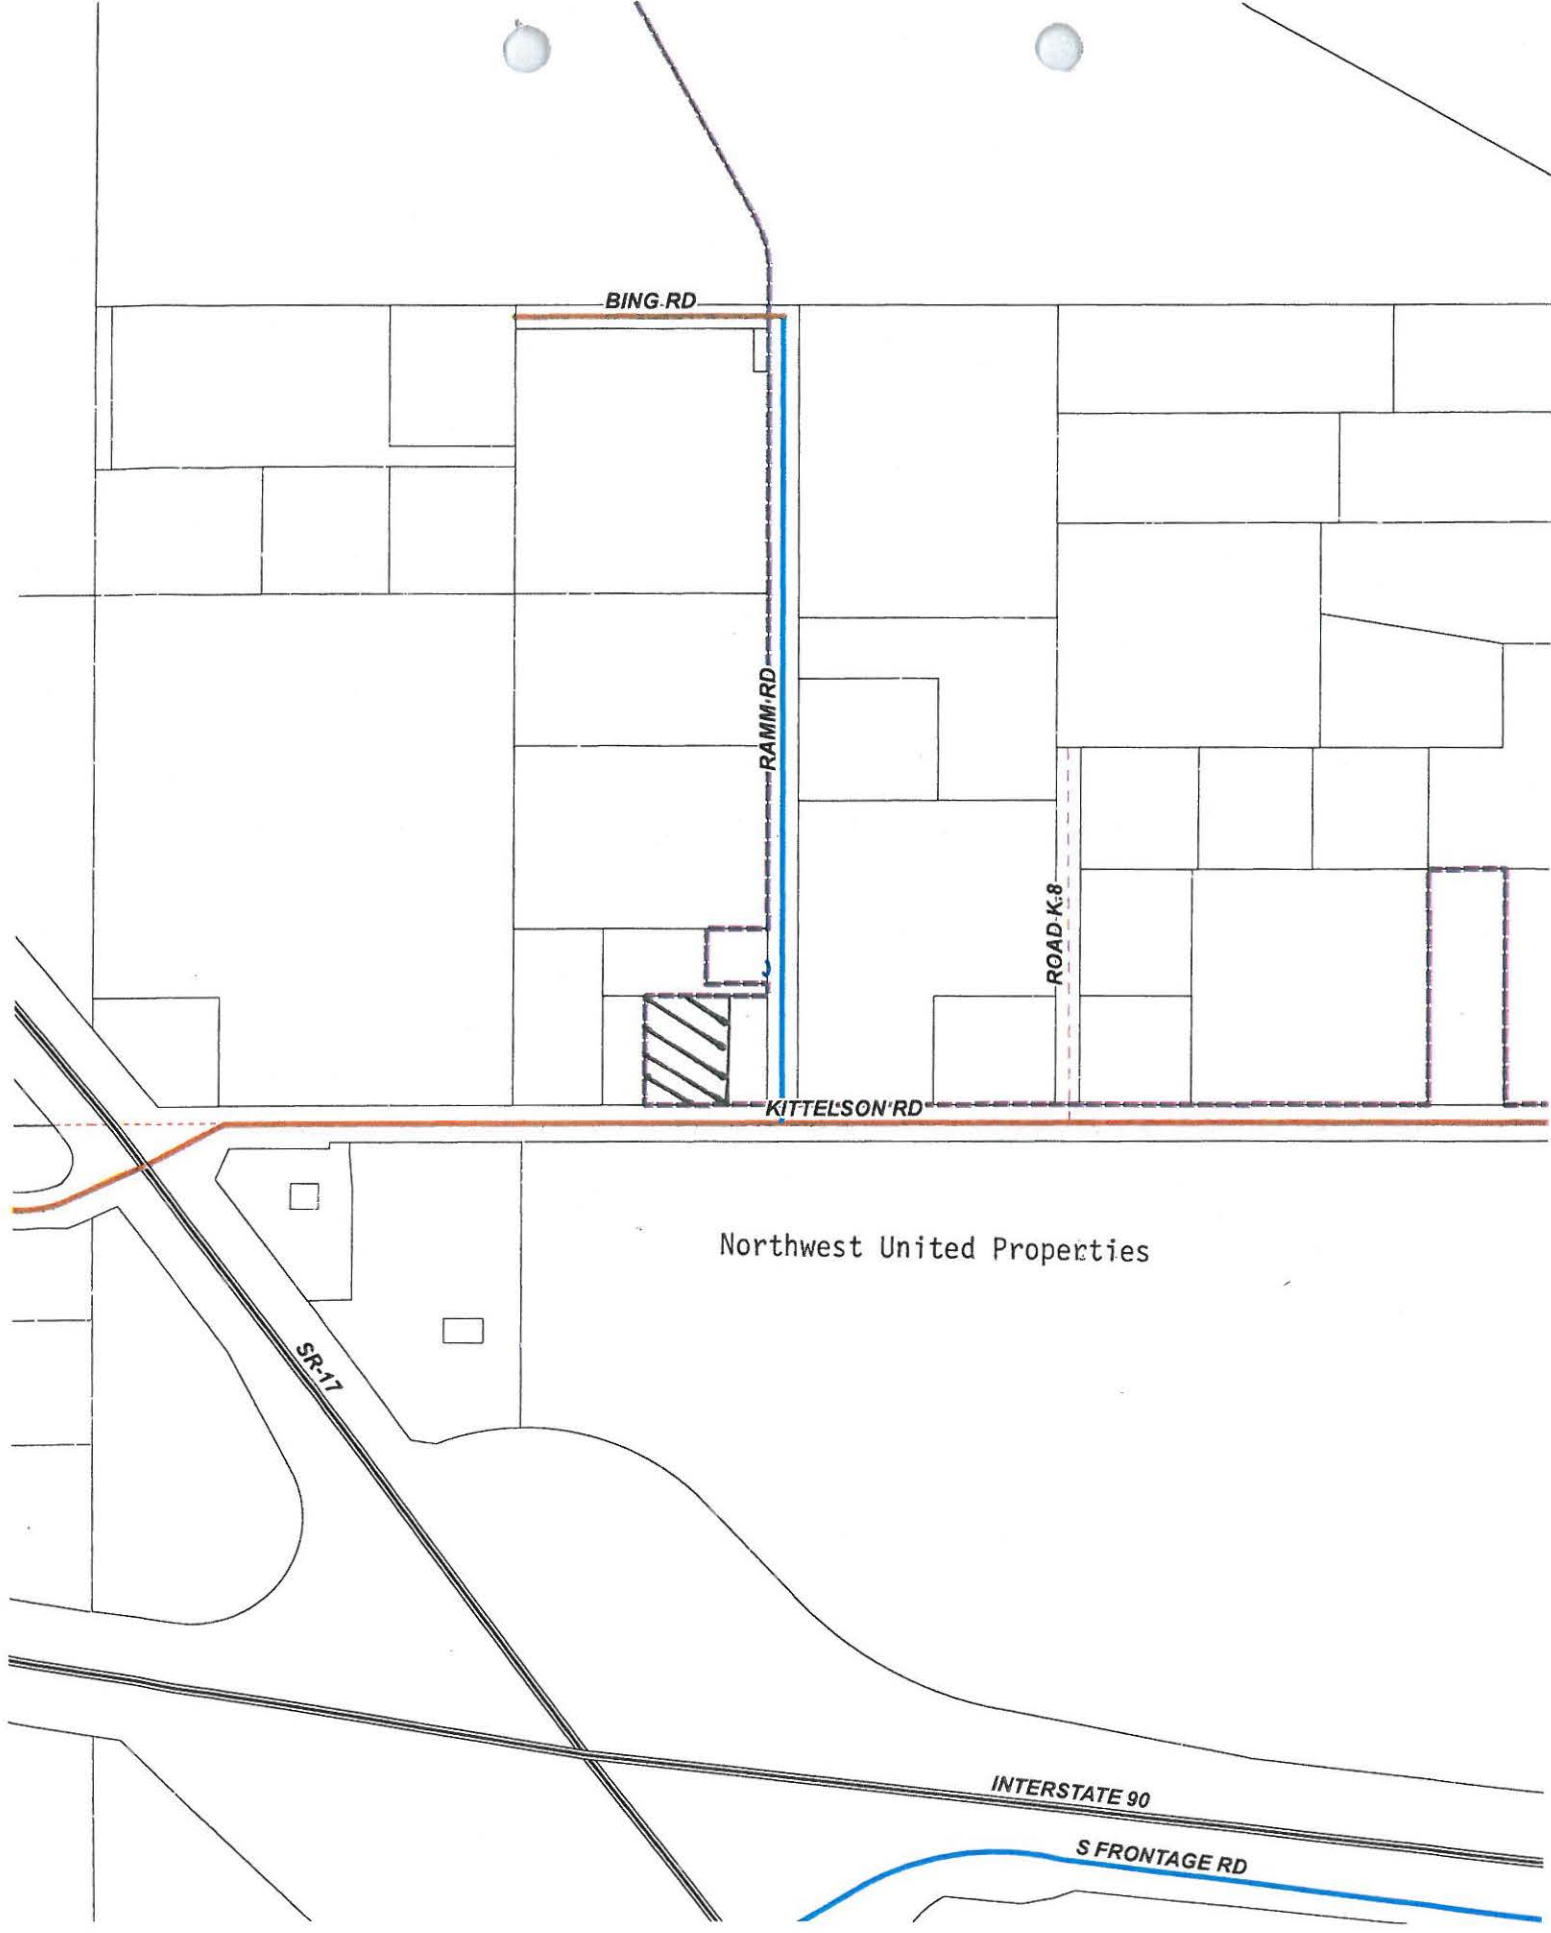 BING RD
RAMM RD
ROAD K.8
KITTELSON RD
Northwest United Properties
SR-17
INTERSTATE 90
S FRONTAGE RD